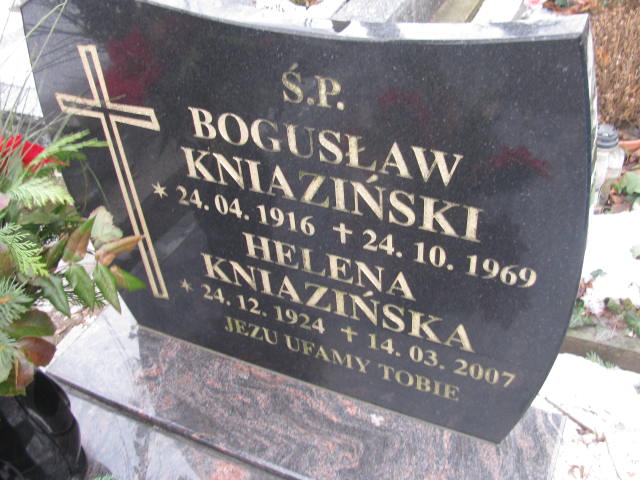 Ś.P.
BOGUSŁAW
KNIAZIŃSKI
* 24.04.1916 ✝ 24.10.1969
HELENA
KNIAZIŃSKA
* 24.12.1924 ✝ 14.03.2007
JEZU UFAMY TOBIE